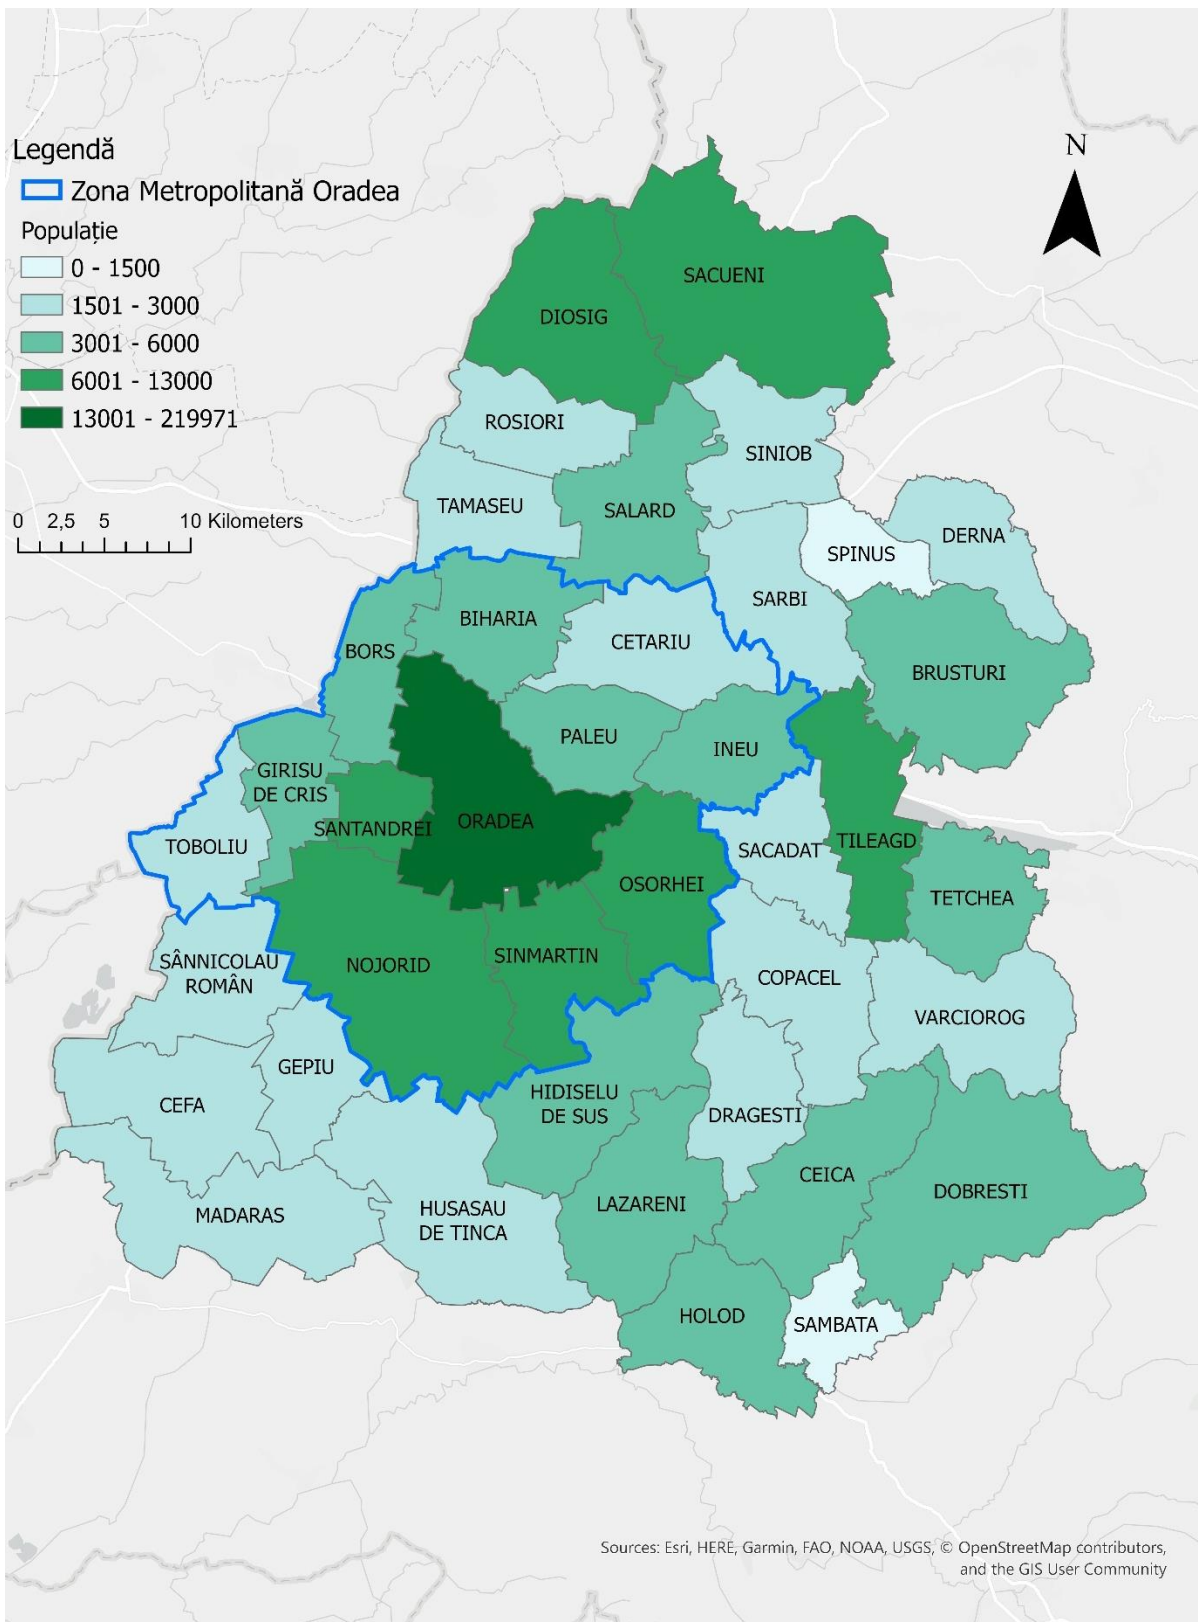 N
Legendă
Zona Metropolitană Oradea
Populație
0 - 1500
1501 - 3000
3001 - 6000
6001 - 13000
13001 - 219971
0 2,5 5 10 Kilometers
SACUENI
DIOSIG
ROSIORI
SINIOB
TAMASEU
SALARD
DERNA
SPINUS
SARBI
BIHARIA
CETARIU
BORS
BRUSTURI
PALEU
INEU
GIRISU
DE CRIS
SANTANDREI
ORADEA
TOBOLIU
SACADAT
TILEAGD
OSORHEI
TETCHEA
SÂNNICOLAU
ROMÂN
NOJORID
SINMARTIN
COPACEL
VARCIOROG
GEPIU
CEFA
HIDISELU
DE SUS
DRAGESTI
CEICA
DOBRESTI
MADARAS
HUSASAU
DE TINCA
LAZARENI
HOLOD
SAMBATA
Sources: Esri, HERE, Garmin, FAO, NOAA, USGS, © OpenStreetMap contributors,
and the GIS User Community